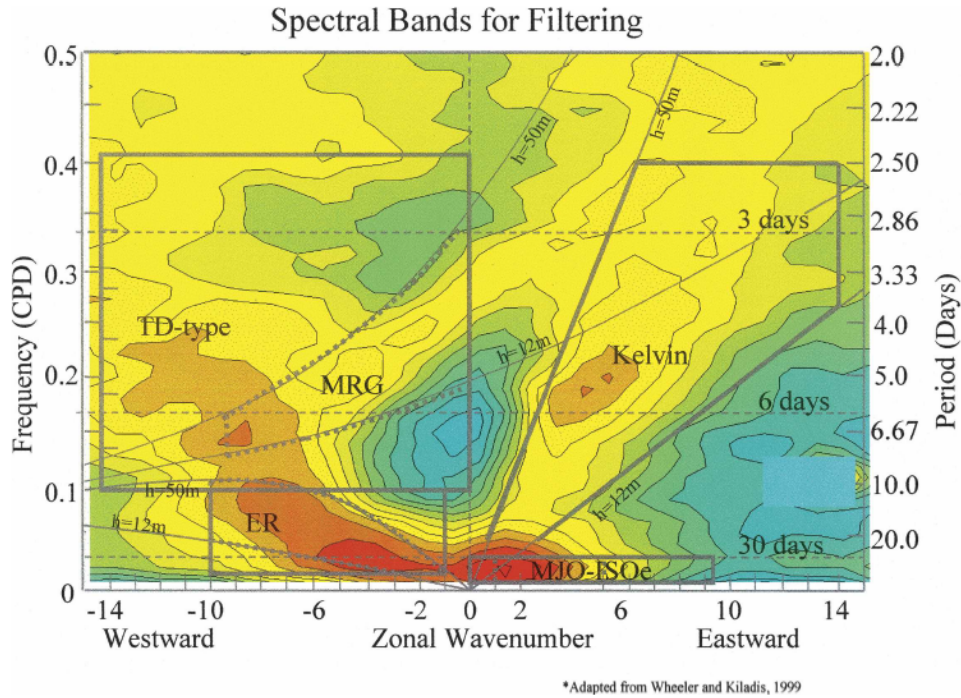 Spectral Bands for Filtering
Frequency (CPD)
0.5
0.4
0.3
0.2
0.1
0
2.0
2.22
2.50
2.86
3.33
4.0
5.0
6.67
10.0
20.0
Period (Days)
h=50m
h=50m
3 days
TD-type
h=12m
Kelvin
MRG
6 days
h=50m
h=12m
h=12m
ER
30 days
MJO-ISOe
-14 -10 -6 -2 0 2 6 10 14
Westward Zonal Wavenumber Eastward
*Adapted from Wheeler and Kiladis, 1999